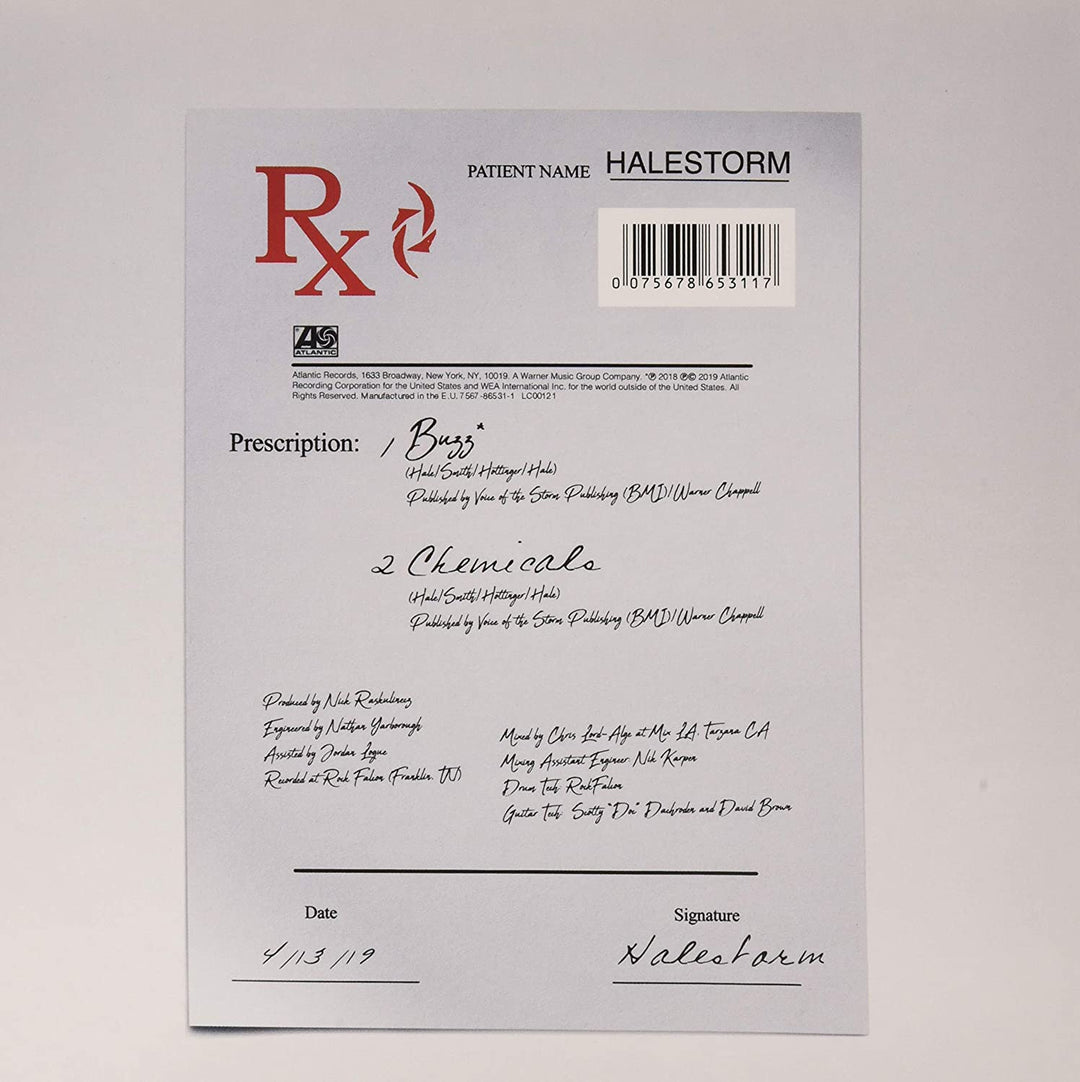 Rx
PATIENT NAME HALESTORM
0 075678 653117
ATLANTIC
Atlantic Records, 1633 Broadway, New York, NY, 10019. A Warner Music Group Company. *℗ 2018 ℗© 2019 Atlantic
Recording Corporation for the United States and WEA International Inc. for the world outside of the United States. All
Rights Reserved. Manufactured in the E.U. 7567-86531-1 LC00121
Prescription: 1 Buzz*
(Hale/Smith/Hottinger/Hale)
Published by Voice of the Storm Publishing (BMI)/Warner Chappell
2 Chemicals
(Hale/Smith/Hottinger/Hale)
Published by Voice of the Storm Publishing (BMI)/Warner Chappell
Produced by Nick Raskulinecz
Engineered by Nathan Yarborough
Assisted by Jordan Logue
Recorded at Rock Falcon (Franklin, TN)
Mixed by Chris Lord-Alge at Mix LA, Tarzana CA
Mixing Assistant Engineer: Nik Karpen
Drum Tech: RockFalcon
Guitar Tech: Scotty "Doc" Dachroden and David Brown
Date
4/13/19
Signature
Halestorm